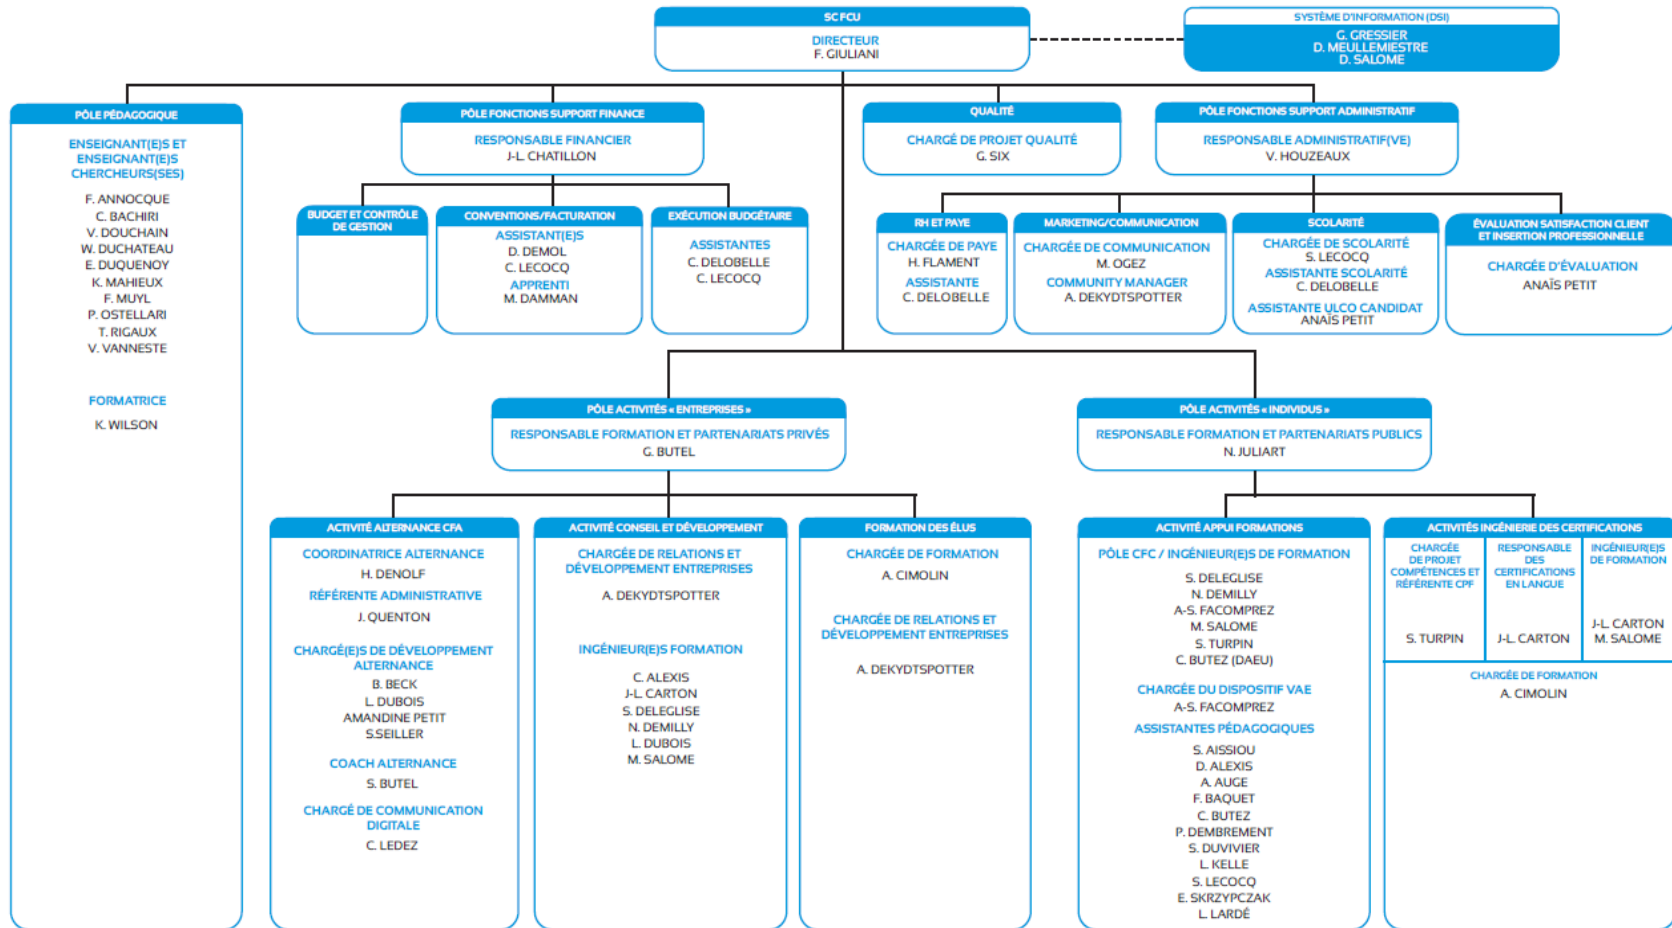 SC FCU
DIRECTEUR
F. GIULIANI
SYSTÈME D'INFORMATION (DSI)
G. GRESSIER
D. MEULLEMIESTRE
D. SALOME
PÔLE PÉDAGOGIQUE
ENSEIGNANT(E)S ET
ENSEIGNANT(E)S
CHERCHEURS(SES)
F. ANNOCQUE
C. BACHIRI
V. DOUCHAIN
W. DUCHATEAU
E. DUQUENOY
K. MAHIEUX
F. MUYL
P. OSTELLARI
T. RIGAUX
V. VANNESTE
FORMATRICE
K. WILSON
PÔLE FONCTIONS SUPPORT FINANCE
RESPONSABLE FINANCIER
J-L. CHATILLON
BUDGET ET CONTRÔLE
DE GESTION
CONVENTIONS/FACTURATION
ASSISTANT(E)S
D. DEMOL
C. LECOCQ
APPRENTI
M. DAMMAN
EXÉCUTION BUDGÉTAIRE
ASSISTANTES
C. DELOBELLE
C. LECOCQ
QUALITÉ
CHARGÉ DE PROJET QUALITÉ
G. SIX
PÔLE FONCTIONS SUPPORT ADMINISTRATIF
RESPONSABLE ADMINISTRATIF(VE)
V. HOUZEAUX
RH ET PAYE
CHARGÉE DE PAYE
H. FLAMENT
ASSISTANTE
C. DELOBELLE
MARKETING/COMMUNICATION
CHARGÉE DE COMMUNICATION
M. OGEZ
COMMUNITY MANAGER
A. DEKYDTSPOTTER
SCOLARITÉ
CHARGÉE DE SCOLARITÉ
S. LECOCQ
ASSISTANTE SCOLARITÉ
C. DELOBELLE
ASSISTANTE ULCO CANDIDAT
ANAÏS PETIT
ÉVALUATION SATISFACTION CLIENT
ET INSERTION PROFESSIONNELLE
CHARGÉE D'ÉVALUATION
ANAÏS PETIT
PÔLE ACTIVITÉS « ENTREPRISES »
RESPONSABLE FORMATION ET PARTENARIATS PRIVÉS
G. BUTEL
PÔLE ACTIVITÉS « INDIVIDUS »
RESPONSABLE FORMATION ET PARTENARIATS PUBLICS
N. JULIART
ACTIVITÉ ALTERNANCE CFA
COORDINATRICE ALTERNANCE
H. DENOLF
RÉFÉRENTE ADMINISTRATIVE
J. QUENTON
CHARGÉ(E)S DE DÉVELOPPEMENT
ALTERNANCE
B. BECK
L. DUBOIS
AMANDINE PETIT
S.SEILLER
COACH ALTERNANCE
S. BUTEL
CHARGÉ DE COMMUNICATION
DIGITALE
C. LEDEZ
ACTIVITÉ CONSEIL ET DÉVELOPPEMENT
CHARGÉE DE RELATIONS ET
DÉVELOPPEMENT ENTREPRISES
A. DEKYDTSPOTTER
INGÉNIEUR(E)S FORMATION
C. ALEXIS
J-L. CARTON
S. DELEGLISE
N. DEMILLY
L. DUBOIS
M. SALOME
FORMATION DES ÉLUS
CHARGÉE DE FORMATION
A. CIMOLIN
CHARGÉE DE RELATIONS ET
DÉVELOPPEMENT ENTREPRISES
A. DEKYDTSPOTTER
ACTIVITÉ APPUI FORMATIONS
PÔLE CFC / INGÉNIEUR(E)S DE FORMATION
S. DELEGLISE
N. DEMILLY
A-S. FACOMPREZ
M. SALOME
S. TURPIN
C. BUTEZ (DAEU)
CHARGÉE DU DISPOSITIF VAE
A-S. FACOMPREZ
ASSISTANTES PÉDAGOGIQUES
S. AISSIOU
D. ALEXIS
A. AUGE
F. BAQUET
C. BUTEZ
P. DEMBREMENT
S. DUVIVIER
L. KELLE
S. LECOCQ
E. SKRZYPCZAK
L. LARDÉ
ACTIVITÉS INGÉNIERIE DES CERTIFICATIONS
CHARGÉE
DE PROJET
COMPÉTENCES ET
RÉFÉRENTE CPF
S. TURPIN
RESPONSABLE
DES
CERTIFICATIONS
EN LANGUE
J-L. CARTON
INGÉNIEUR(E)S
DE FORMATION
J-L. CARTON
M. SALOME
CHARGÉE DE FORMATION
A. CIMOLIN